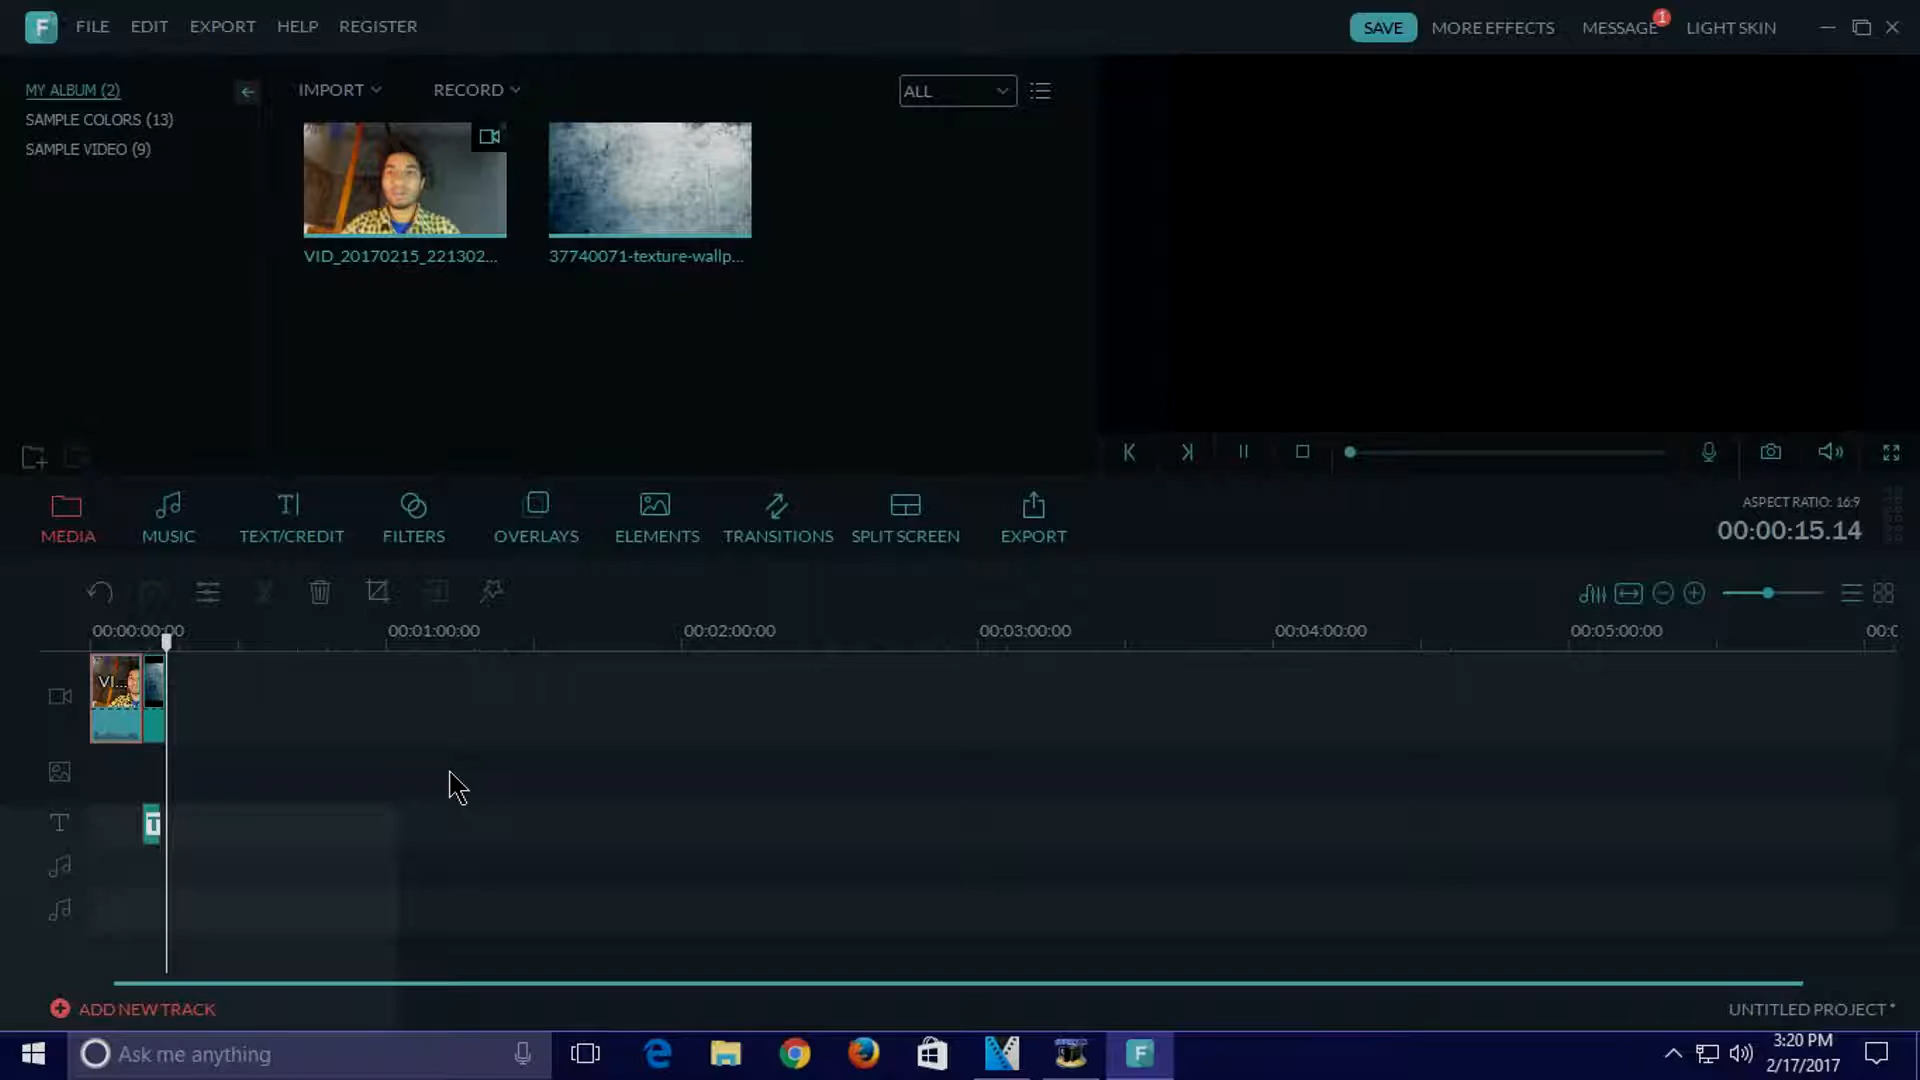 F FILE EDIT EXPORT HELP REGISTER SAVE MORE EFFECTS MESSAGE 1 LIGHT SKIN
MY ALBUM (2)
SAMPLE COLORS (13)
SAMPLE VIDEO (9)
IMPORT RECORD ALL
VID_20170215_221302... 37740071-texture-wallp...
MEDIA MUSIC TEXT/CREDIT FILTERS OVERLAYS ELEMENTS TRANSITIONS SPLIT SCREEN EXPORT
ASPECT RATIO: 16:9
00:00:15.14
00:00:00:00 00:01:00:00 00:02:00:00 00:03:00:00 00:04:00:00 00:05:00:00 00:0
VI...
T
ADD NEW TRACK UNTITLED PROJECT *
Ask me anything
F
3:20 PM
2/17/2017